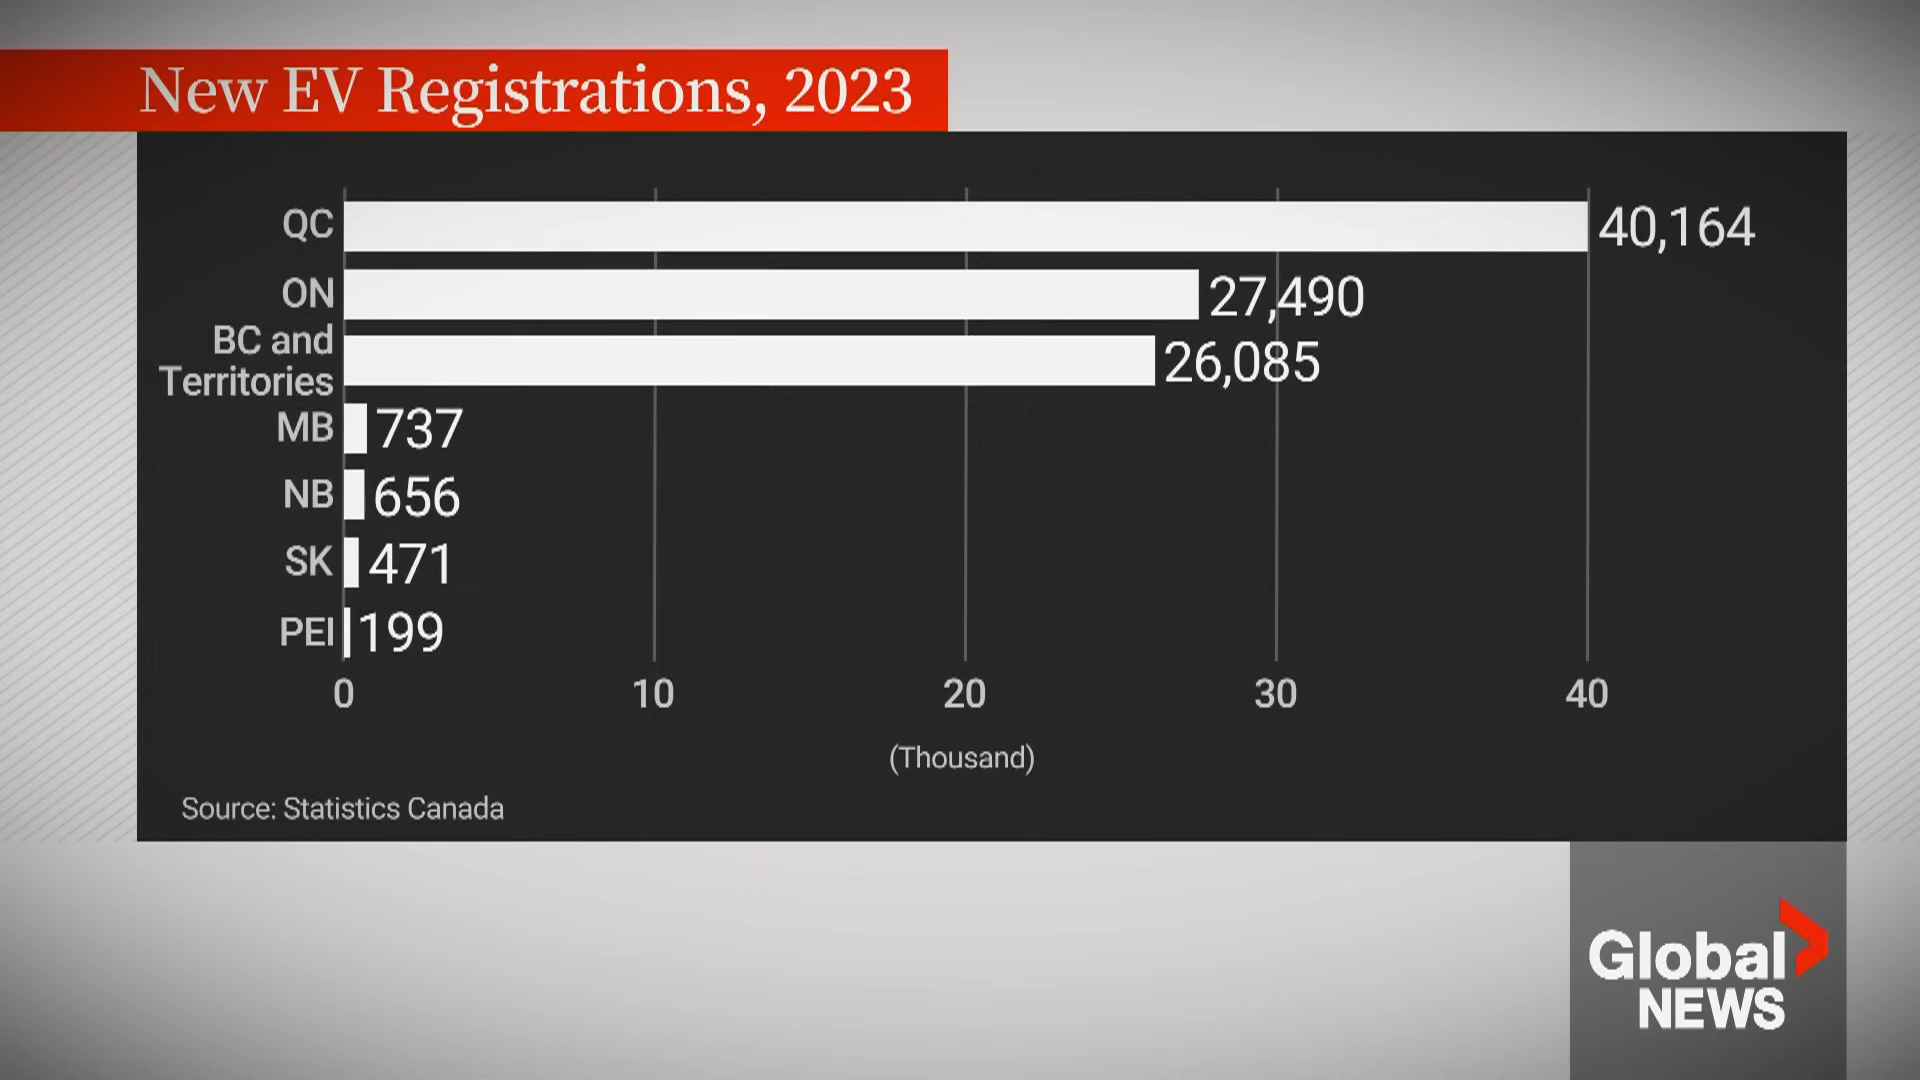 New EV Registrations, 2023
QC 40,164
ON 27,490
BC and
Territories 26,085
MB 737
NB 656
SK 471
PEI 199
0 10 20 30 40
(Thousand)
Source: Statistics Canada
Global
NEWS